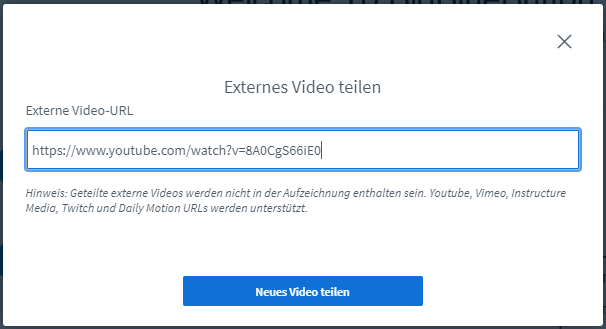 Externes Video teilen
Externe Video-URL
https://www.youtube.com/watch?v=8A0CgS66iE0
Hinweis: Geteilte externe Videos werden nicht in der Aufzeichnung enthalten sein. Youtube, Vimeo, Instructure
Media, Twitch und Daily Motion URLs werden unterstützt.
Neues Video teilen